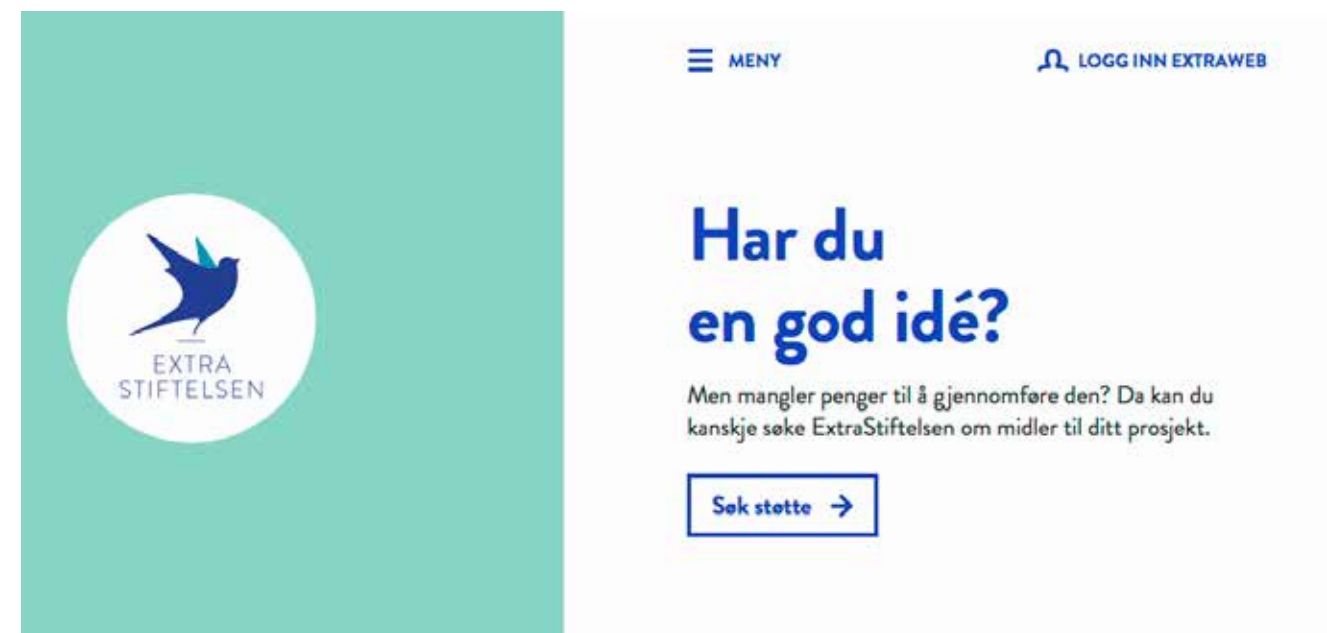 MENY
LOGG INN EXTRAWEB
EXTRA
STIFTELSEN
Har du
en god idé?
Men mangler penger til å gjennomføre den? Da kan du
kanskje søke ExtraStiftelsen om midler til ditt prosjekt.
Søk støtte